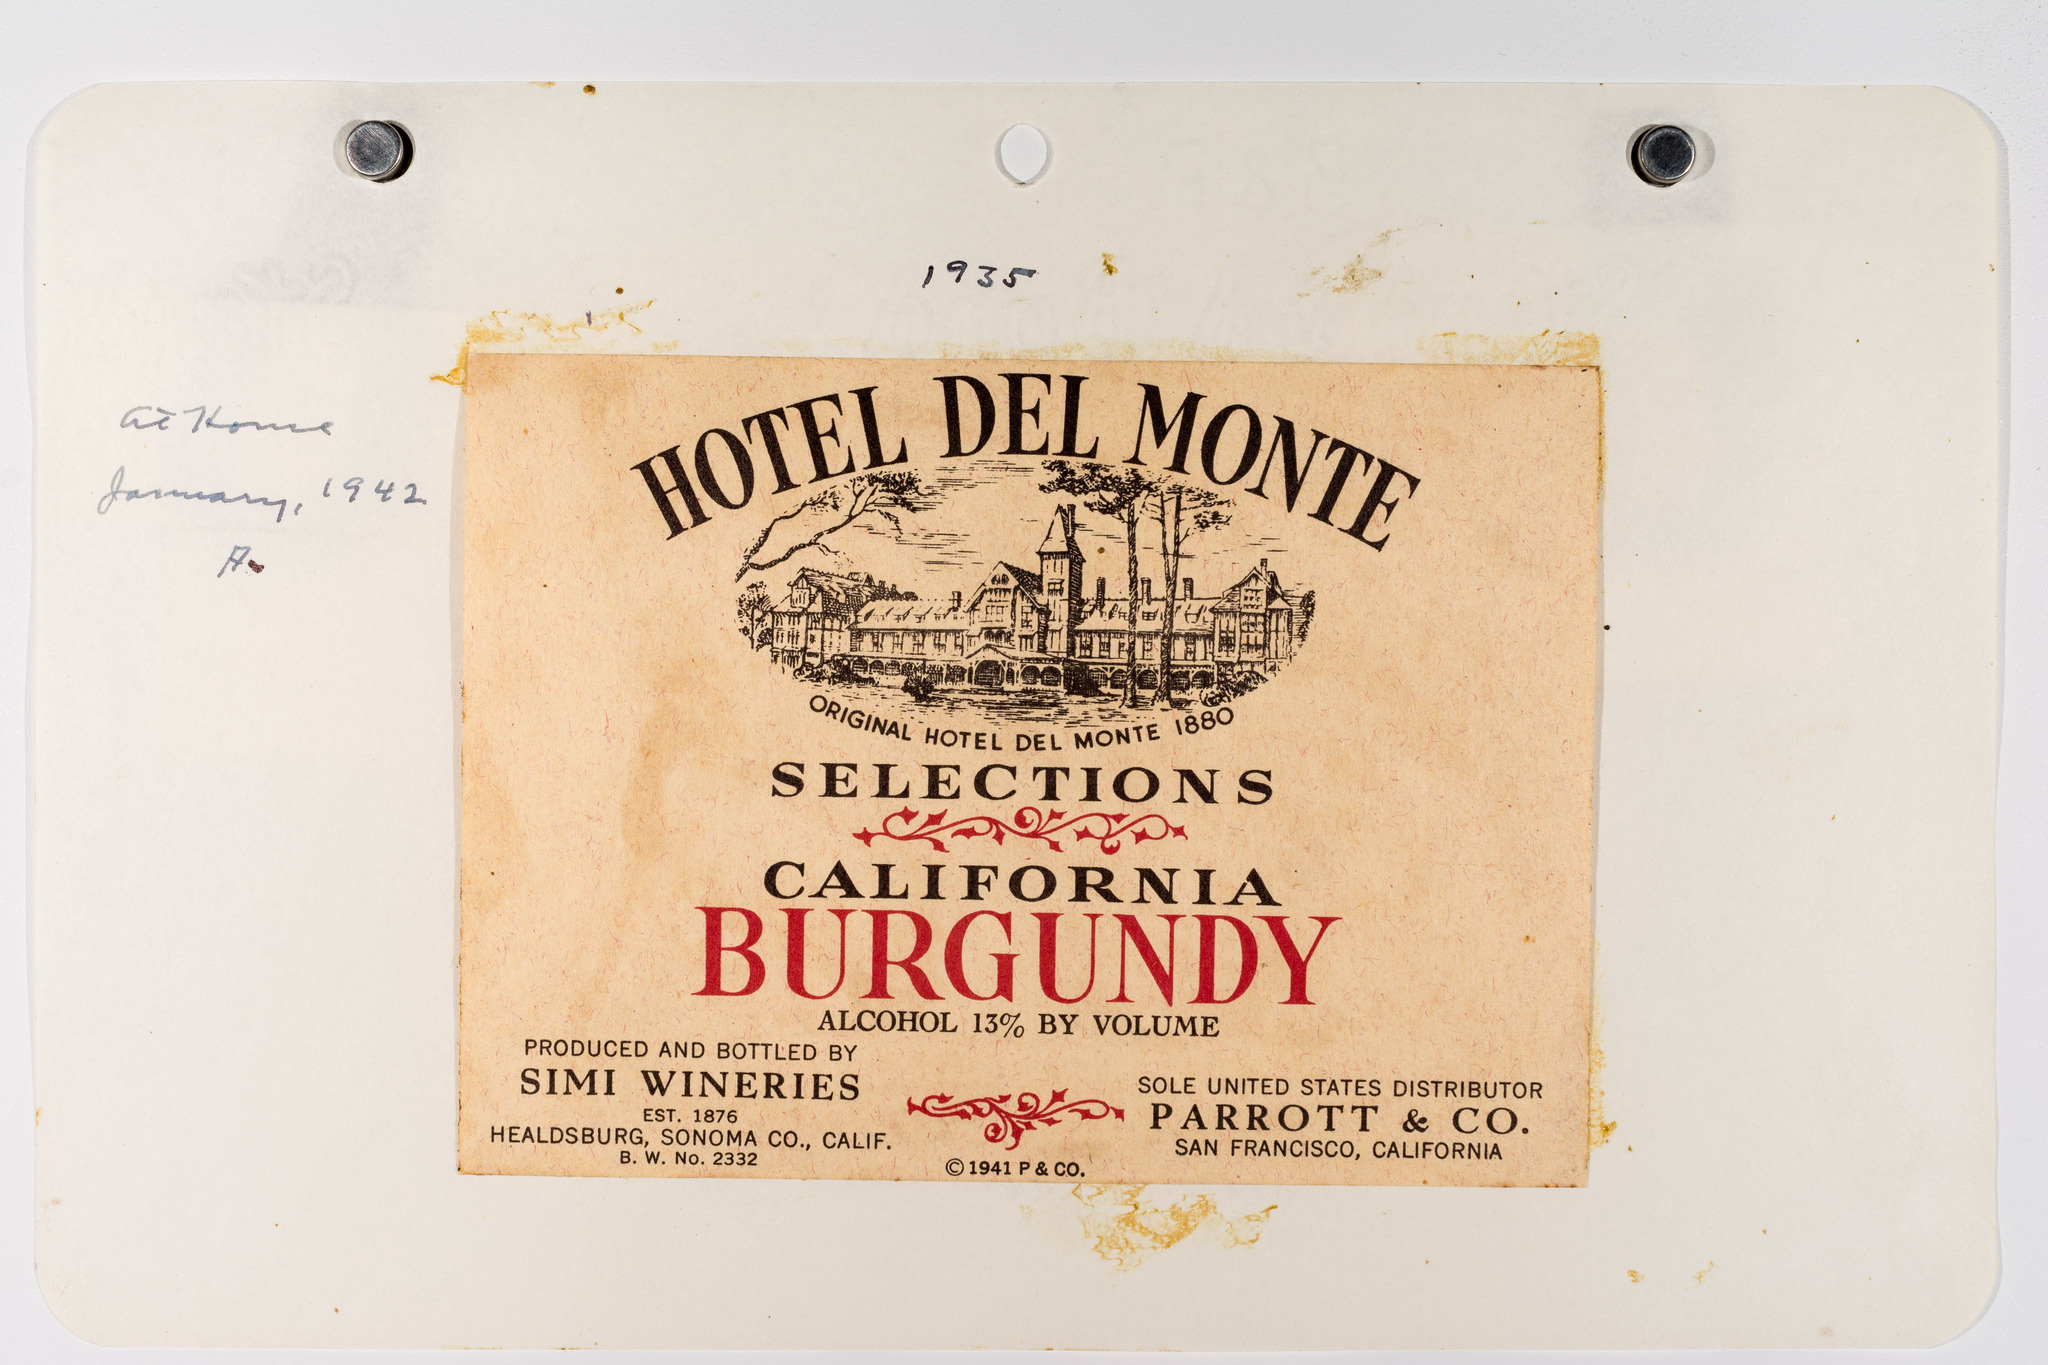 1935
At Home
January, 1942
A-
HOTEL DEL MONTE
ORIGINAL HOTEL DEL MONTE 1880
SELECTIONS
CALIFORNIA
BURGUNDY
ALCOHOL 13% BY VOLUME
PRODUCED AND BOTTLED BY
SIMI WINERIES
EST. 1876
HEALDSBURG, SONOMA CO., CALIF.
B. W. No. 2332
© 1941 P & CO.
SOLE UNITED STATES DISTRIBUTOR
PARROTT & CO.
SAN FRANCISCO, CALIFORNIA